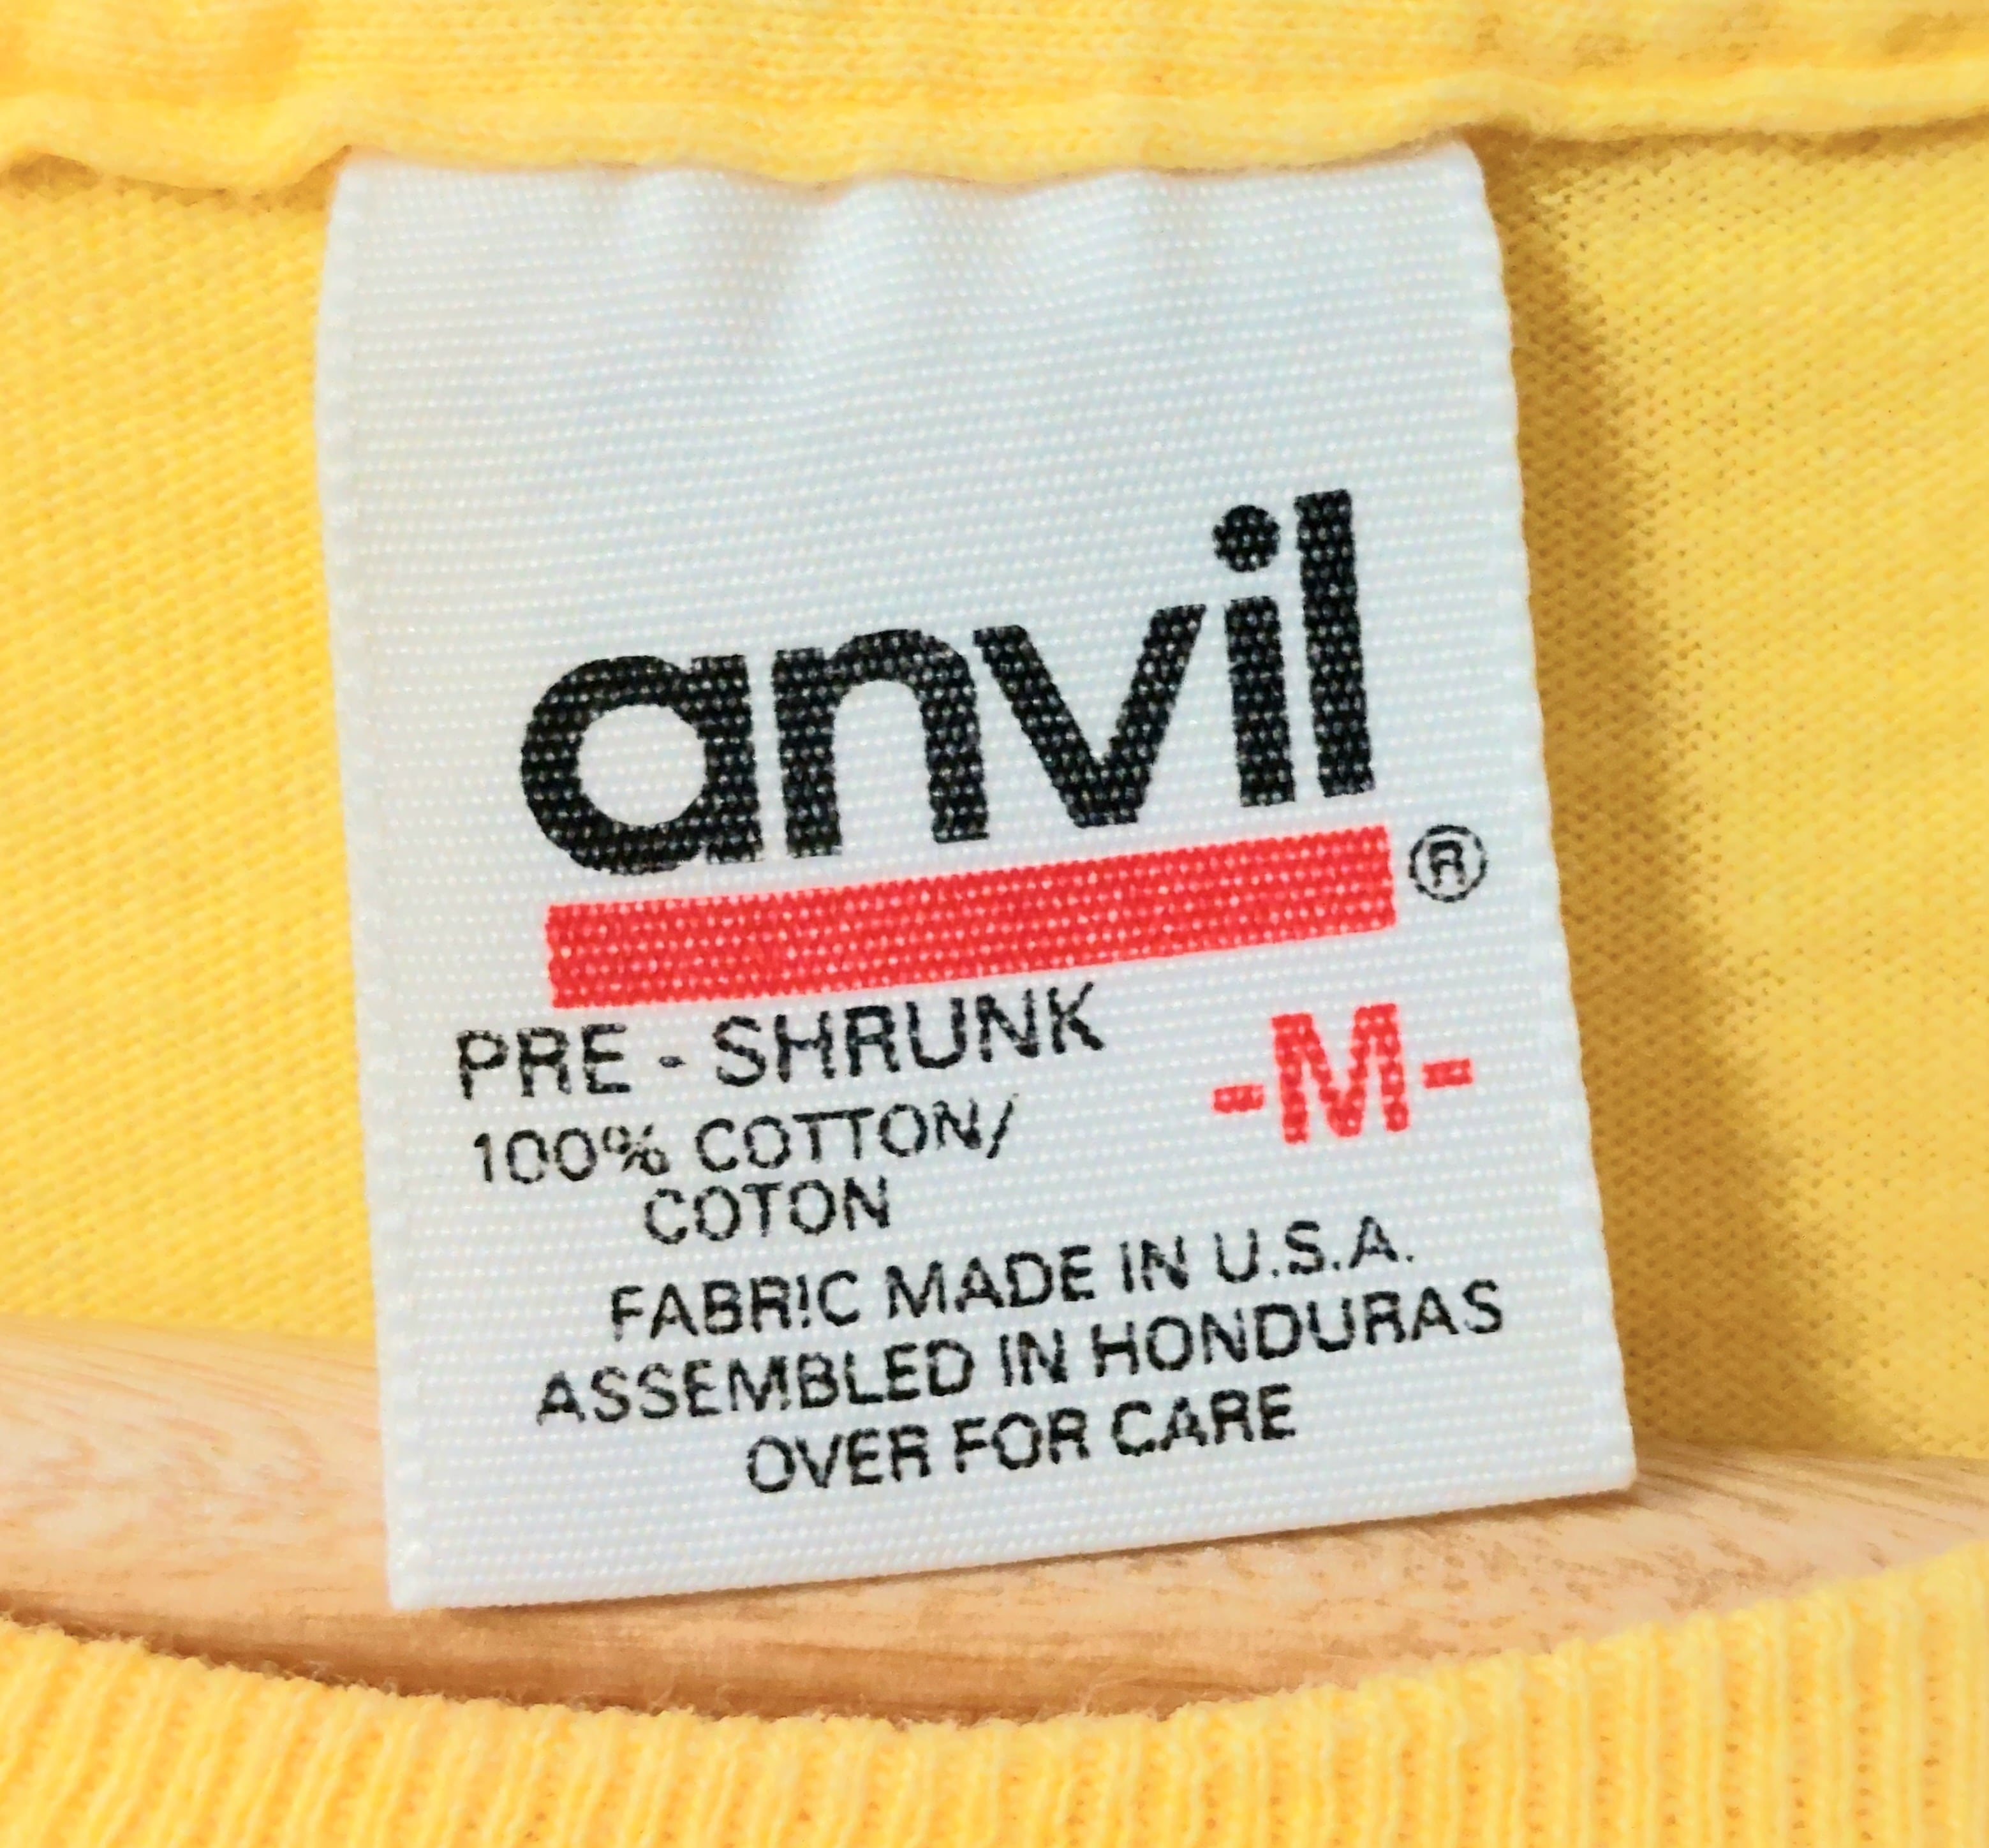 anvil
®
PRE - SHRUNK
-M-
100% COTTON/
COTON
FABRIC MADE IN U.S.A.
ASSEMBLED IN HONDURAS
OVER FOR CARE